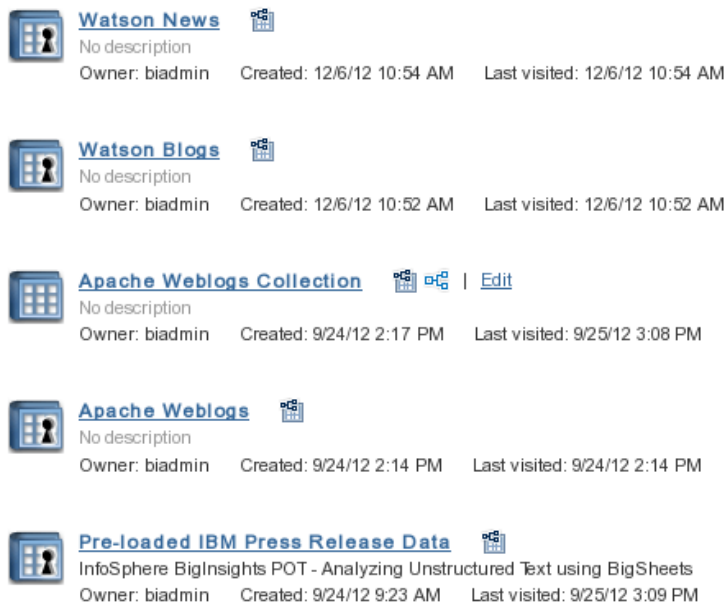 Watson News
No description
Owner: biadmin Created: 12/6/12 10:54 AM Last visited: 12/6/12 10:54 AM
Watson Blogs
No description
Owner: biadmin Created: 12/6/12 10:52 AM Last visited: 12/6/12 10:52 AM
Apache Weblogs Collection | Edit
No description
Owner: biadmin Created: 9/24/12 2:17 PM Last visited: 9/25/12 3:08 PM
Apache Weblogs
No description
Owner: biadmin Created: 9/24/12 2:14 PM Last visited: 9/24/12 2:14 PM
Pre-loaded IBM Press Release Data
InfoSphere BigInsights POT - Analyzing Unstructured Text using BigSheets
Owner: biadmin Created: 9/24/12 9:23 AM Last visited: 9/25/12 3:09 PM